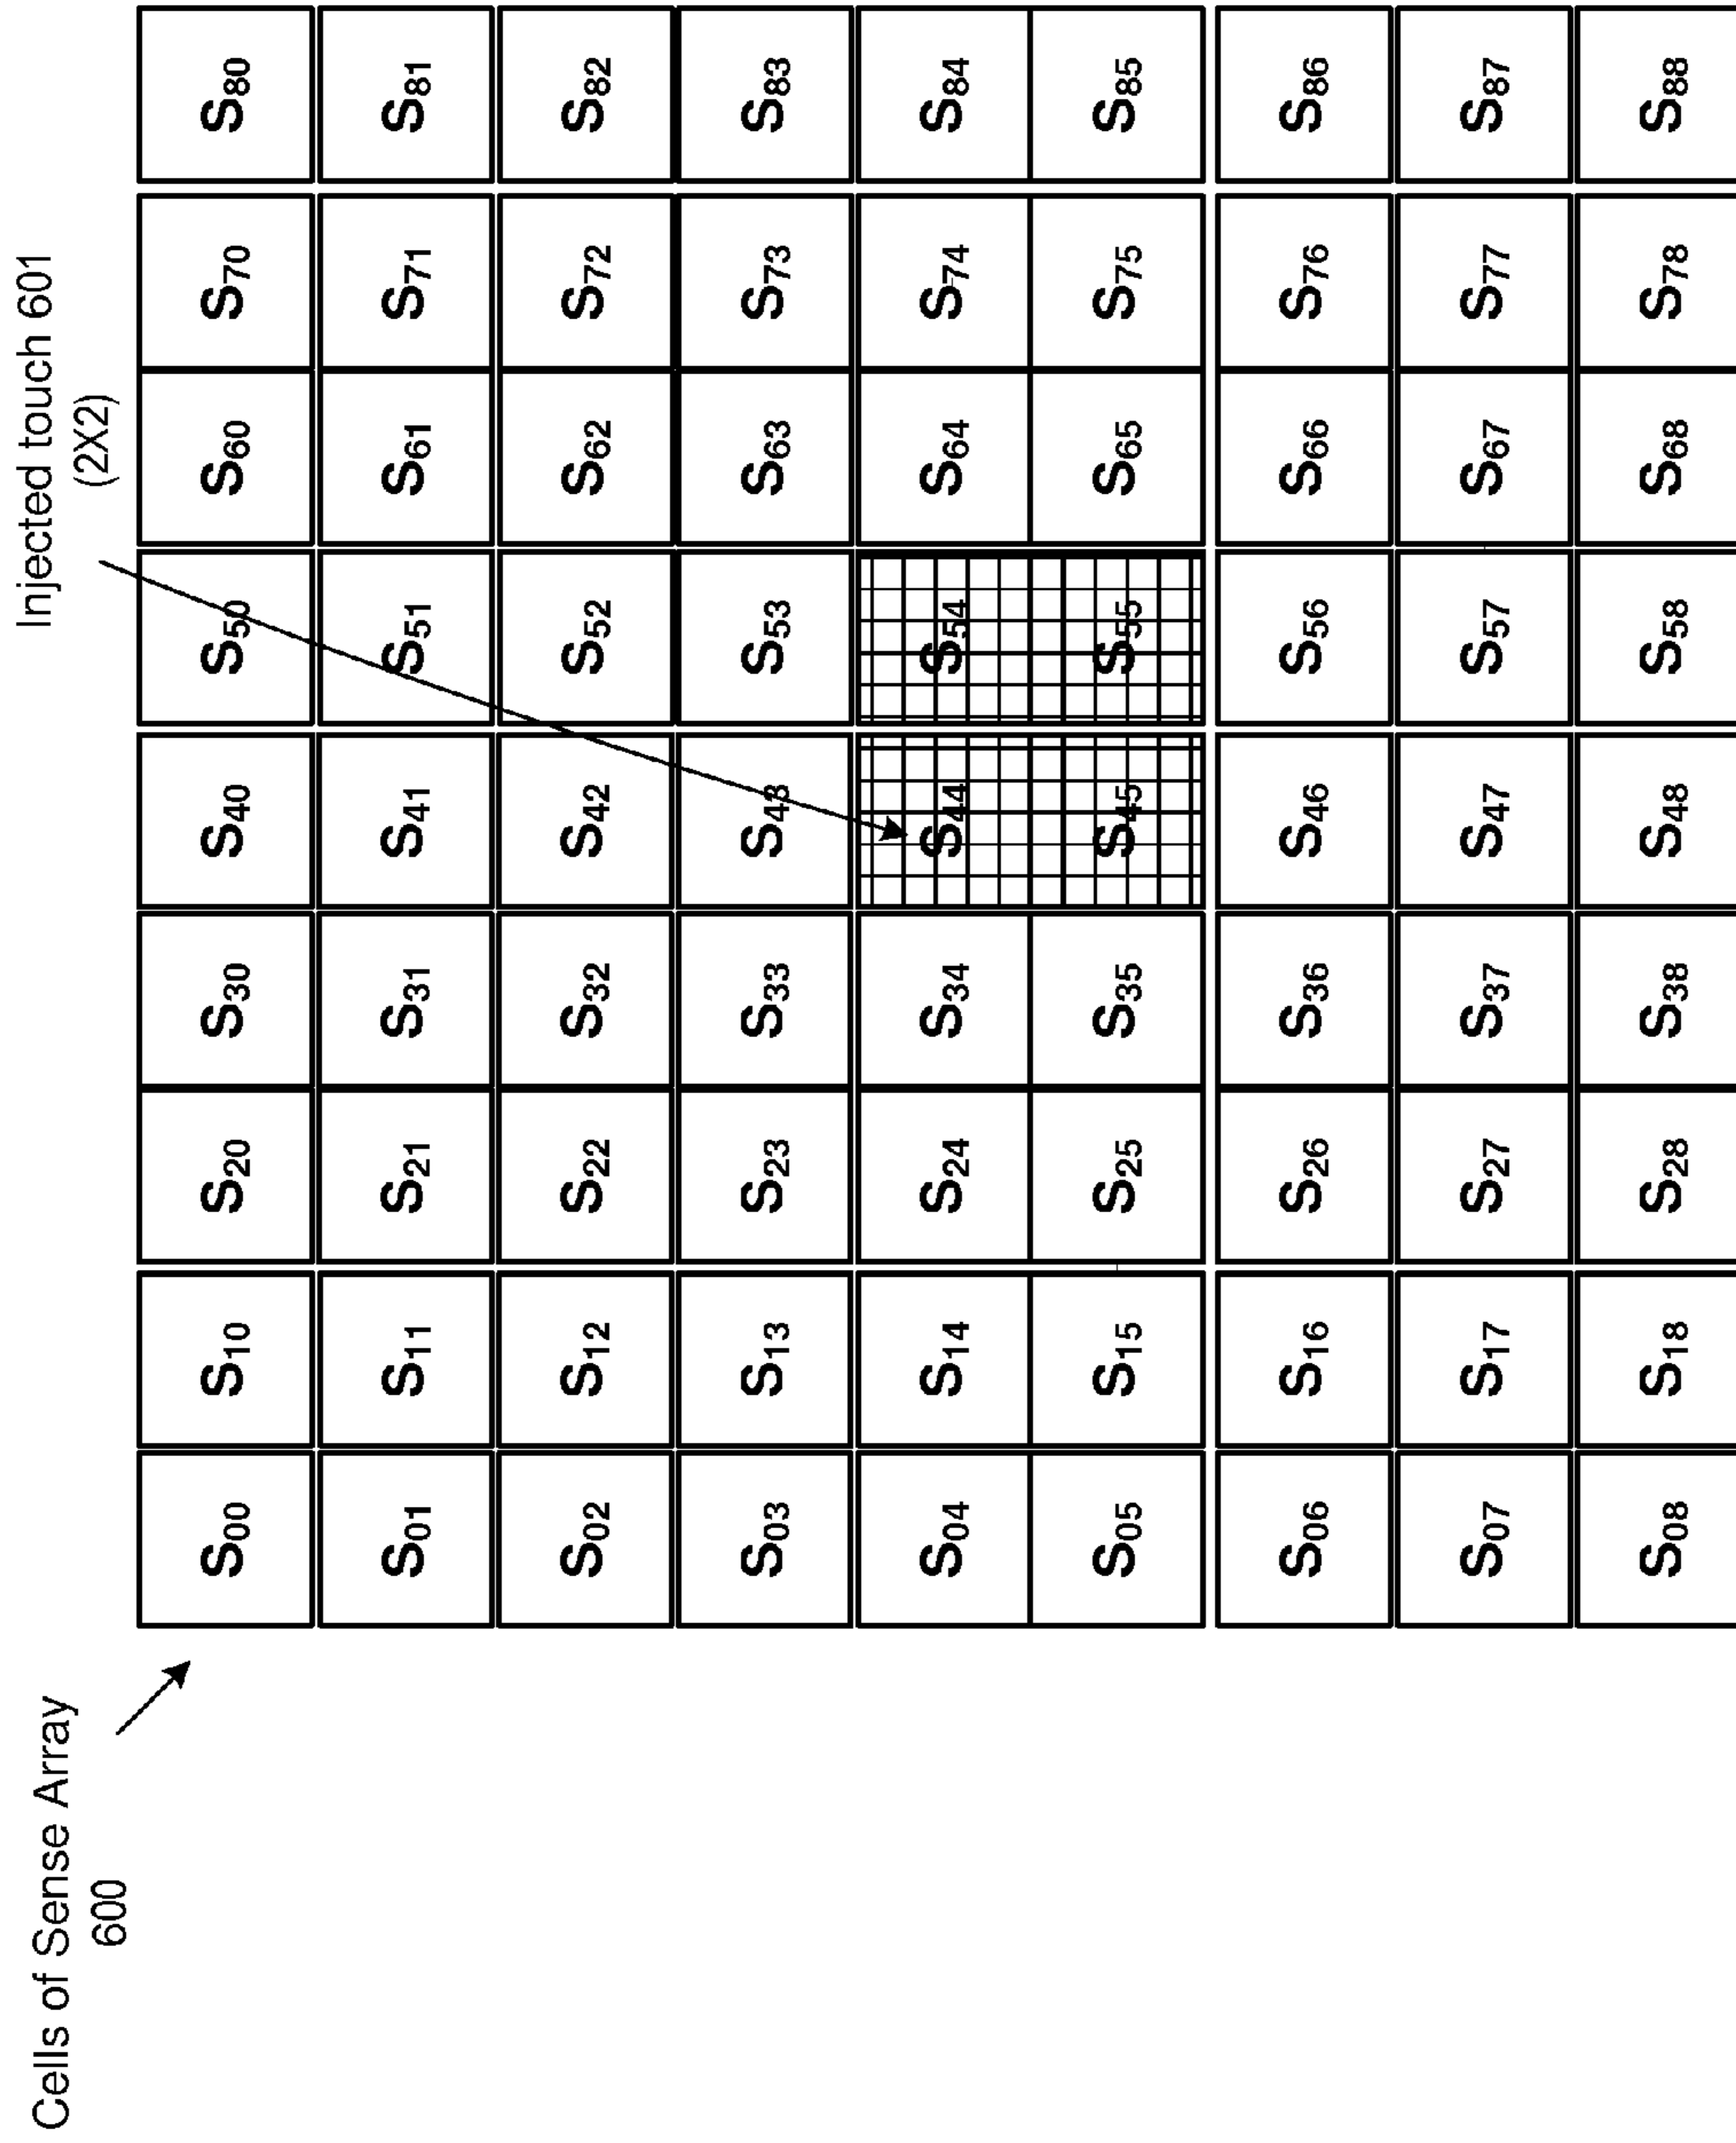 Cells of Sense Array
600
Injected touch 601
(2X2)
S00 S10 S20 S30 S40 S50 S60 S70 S80
S01 S11 S21 S31 S41 S51 S61 S71 S81
S02 S12 S22 S32 S42 S52 S62 S72 S82
S03 S13 S23 S33 S43 S53 S63 S73 S83
S04 S14 S24 S34 S44 S54 S64 S74 S84
S05 S15 S25 S35 S45 S55 S65 S75 S85
S06 S16 S26 S36 S46 S56 S66 S76 S86
S07 S17 S27 S37 S47 S57 S67 S77 S87
S08 S18 S28 S38 S48 S58 S68 S78 S88